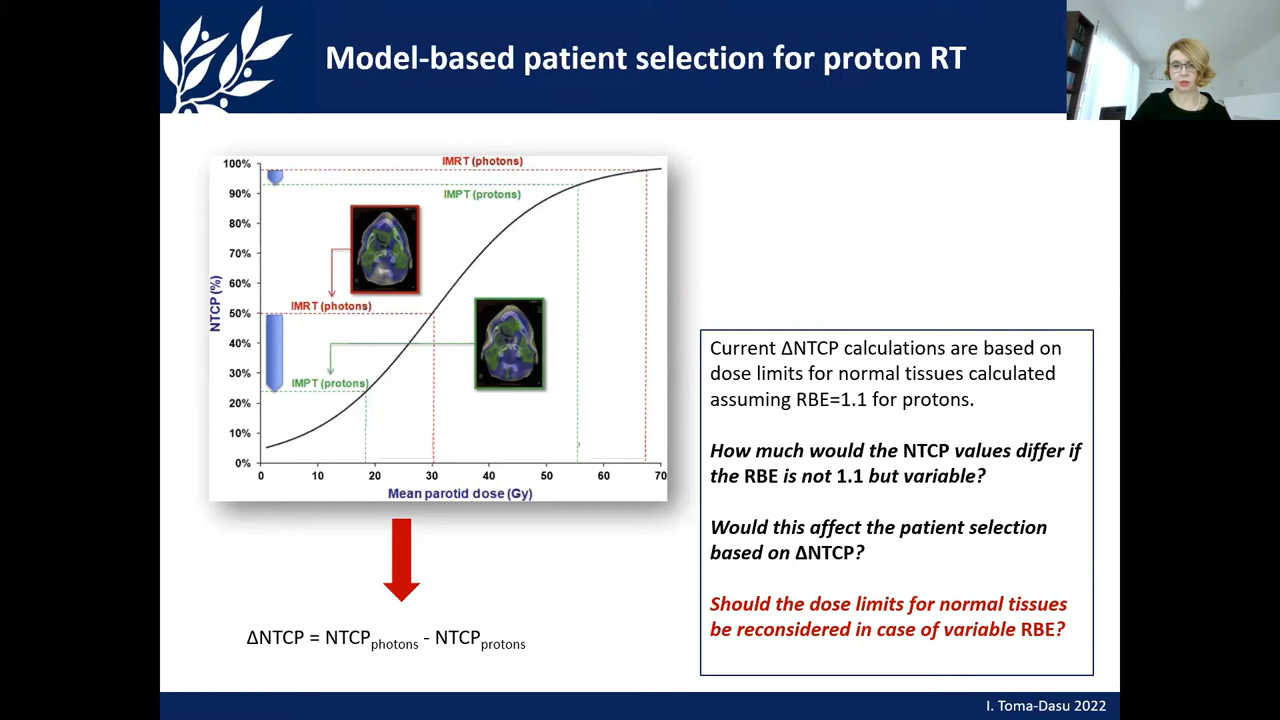 Model-based patient selection for proton RT
100%
90%
80%
70%
60%
50%
40%
30%
20%
10%
0%
NTCP (%)
IMRT (photons)
IMPT (protons)
IMRT (photons)
IMPT (protons)
0 10 20 30 40 50 60 70
Mean parotid dose (Gy)
ΔNTCP = NTCPphotons - NTCPprotons
Current ΔNTCP calculations are based on
dose limits for normal tissues calculated
assuming RBE=1.1 for protons.
How much would the NTCP values differ if
the RBE is not 1.1 but variable?
Would this affect the patient selection
based on ΔNTCP?
Should the dose limits for normal tissues
be reconsidered in case of variable RBE?
I. Toma-Dasu 2022